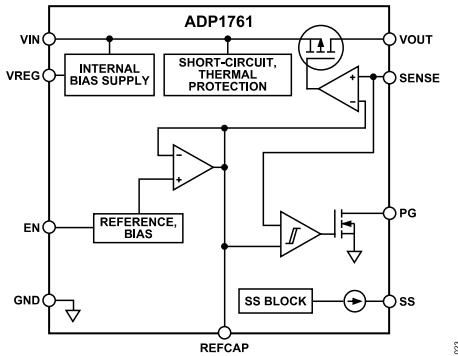 ADP1761
VIN
VOUT
VREG
INTERNAL
BIAS SUPPLY
SHORT-CIRCUIT,
THERMAL
PROTECTION
+
−
SENSE
−
+
EN
REFERENCE,
BIAS
PG
GND
SS BLOCK
SS
REFCAP
023